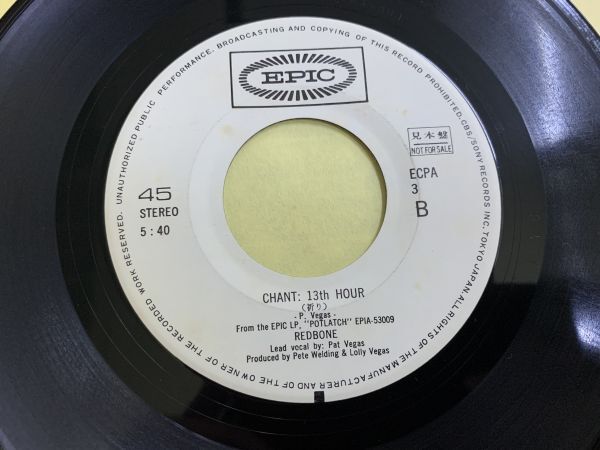 EPIC
45
STEREO
5:40
見本盤
NOT FOR SALE
ECPA
3
B
CHANT: 13th HOUR
(祈り)
- P. Vegas -
From the EPIC LP, "POTLATCH" EPIA-53009
REDBONE
Lead vocal by: Pat Vegas
Produced by Pete Welding & Lolly Vegas
ALL RIGHTS OF THE MANUFACTURER AND OF THE OWNER OF THE RECORDED WORK RESERVED. UNAUTHORIZED PUBLIC PERFORMANCE, BROADCASTING AND COPYING OF THIS RECORD PROHIBITED. CBS/SONY RECORDS INC. TOKYO JAPAN.